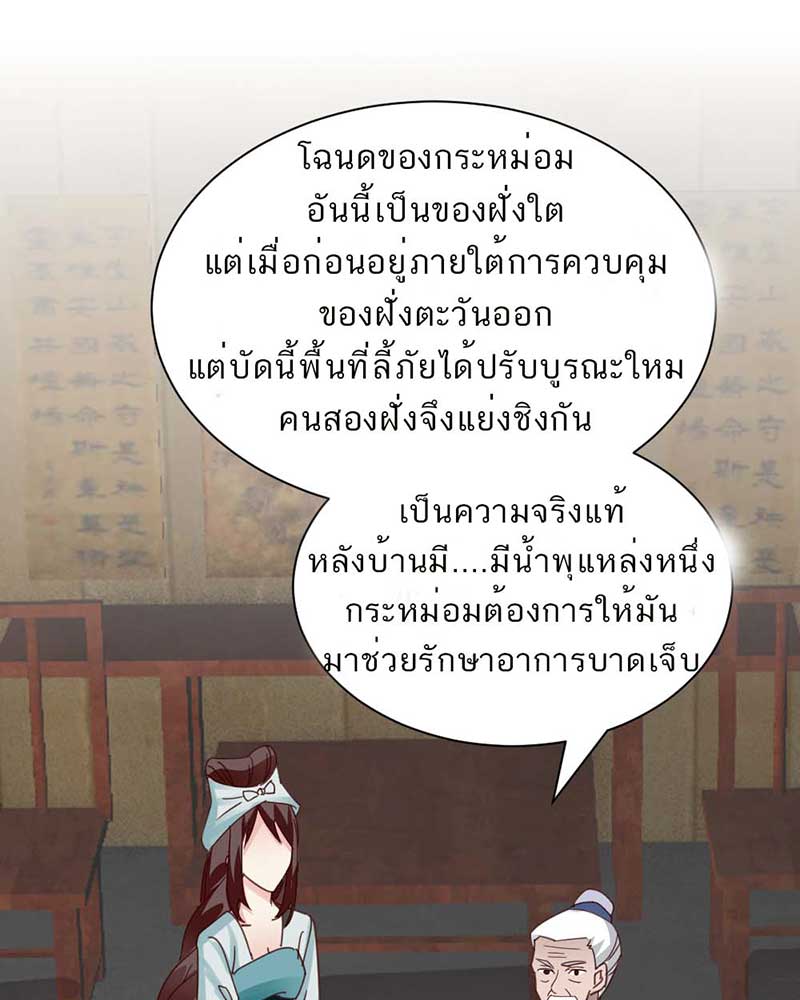 โฉนดของกระหม่อม
อันนี้เป็นของฝั่งใต
แต่เมื่อก่อนอยู่ภายใต้การควบคุม
ของฝั่งตะวันออก
แต่บัดนี้พื้นที่ลี้ภัยได้ปรับบูรณะใหม
คนสองฝั่งจึงแย่งชิงกัน
เป็นความจริงแท้
หลังบ้านมี....มีน้ำพุแหล่งหนึ่ง
กระหม่อมต้องการให้มัน
มาช่วยรักษาอาการบาดเจ็บ